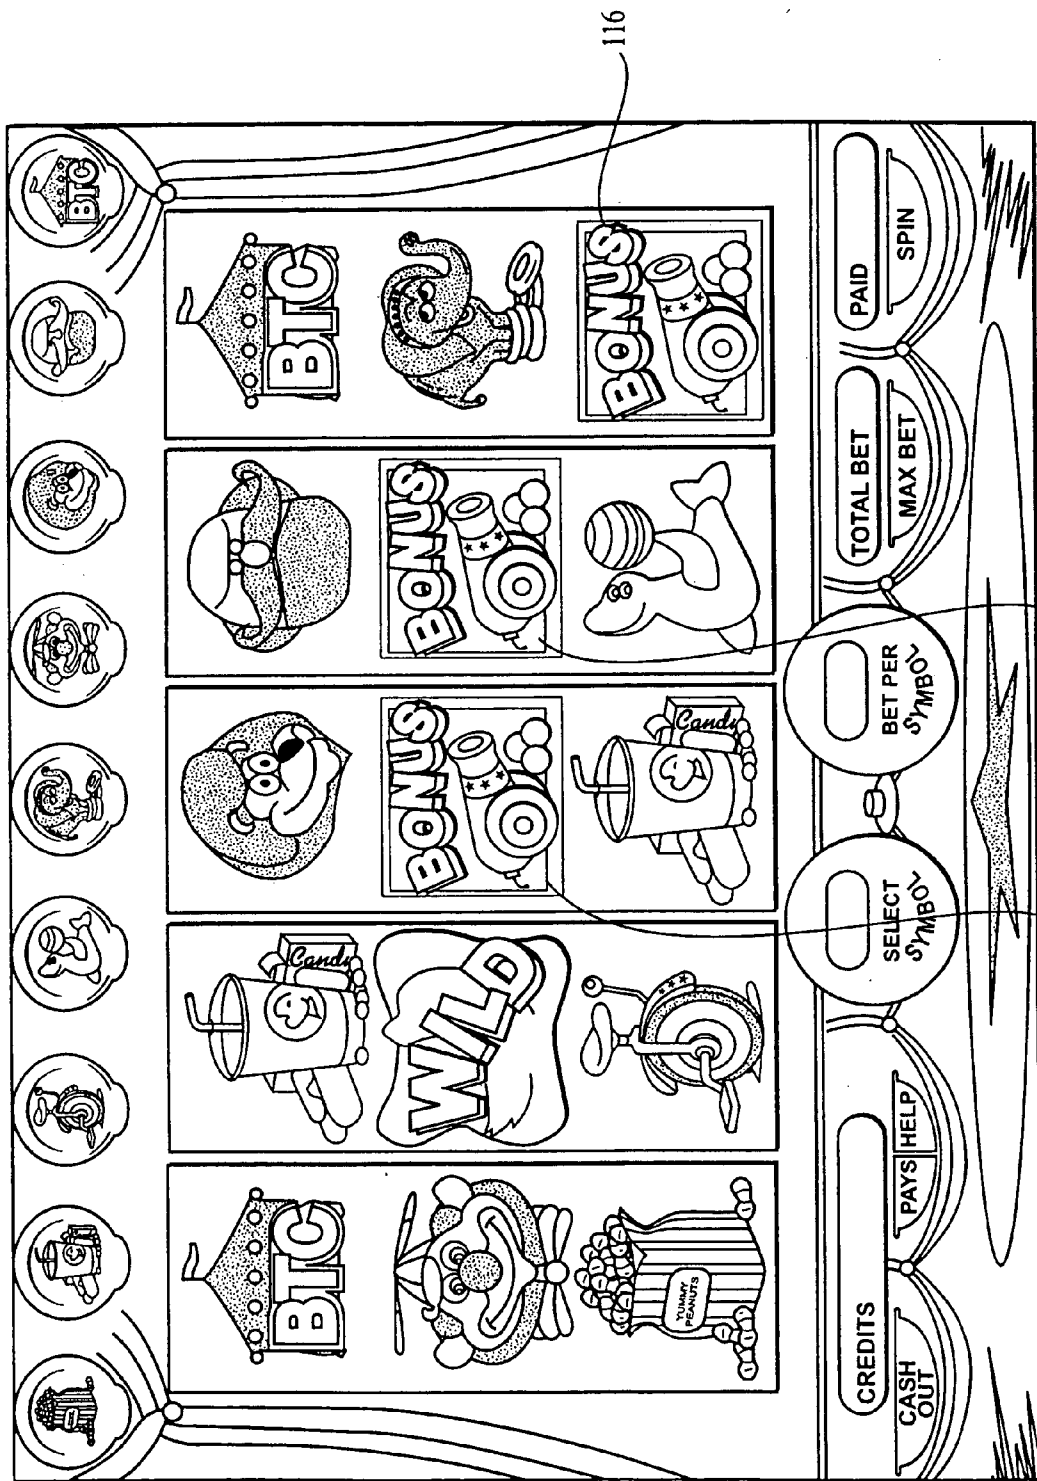 BTC
BTC
Candy
BTC
WILD
BONUS
BONUS
YUMMY
PEANUTS
Candy
BONUS
116
CREDITS
CASH
OUT
PAYS
HELP
SELECT
SYMBOL
BET PER
SYMBOL
TOTAL BET
MAX BET
PAID
SPIN